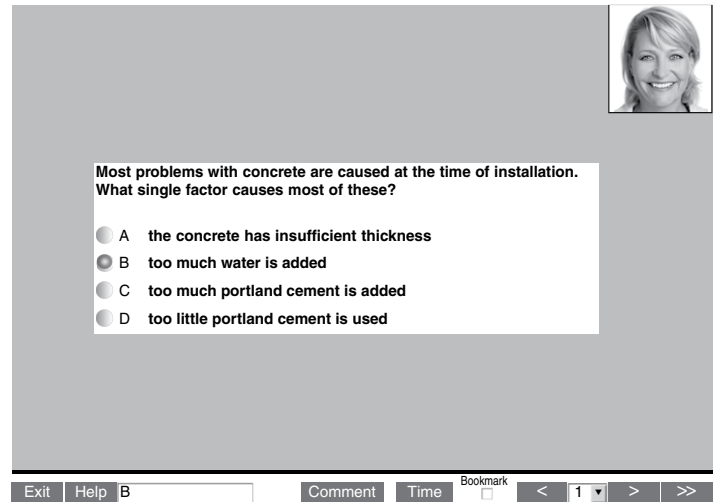 Most problems with concrete are caused at the time of installation.
What single factor causes most of these?
A the concrete has insufficient thickness
B too much water is added
C too much portland cement is added
D too little portland cement is used
Exit Help B Comment Time Bookmark < 1 > >>